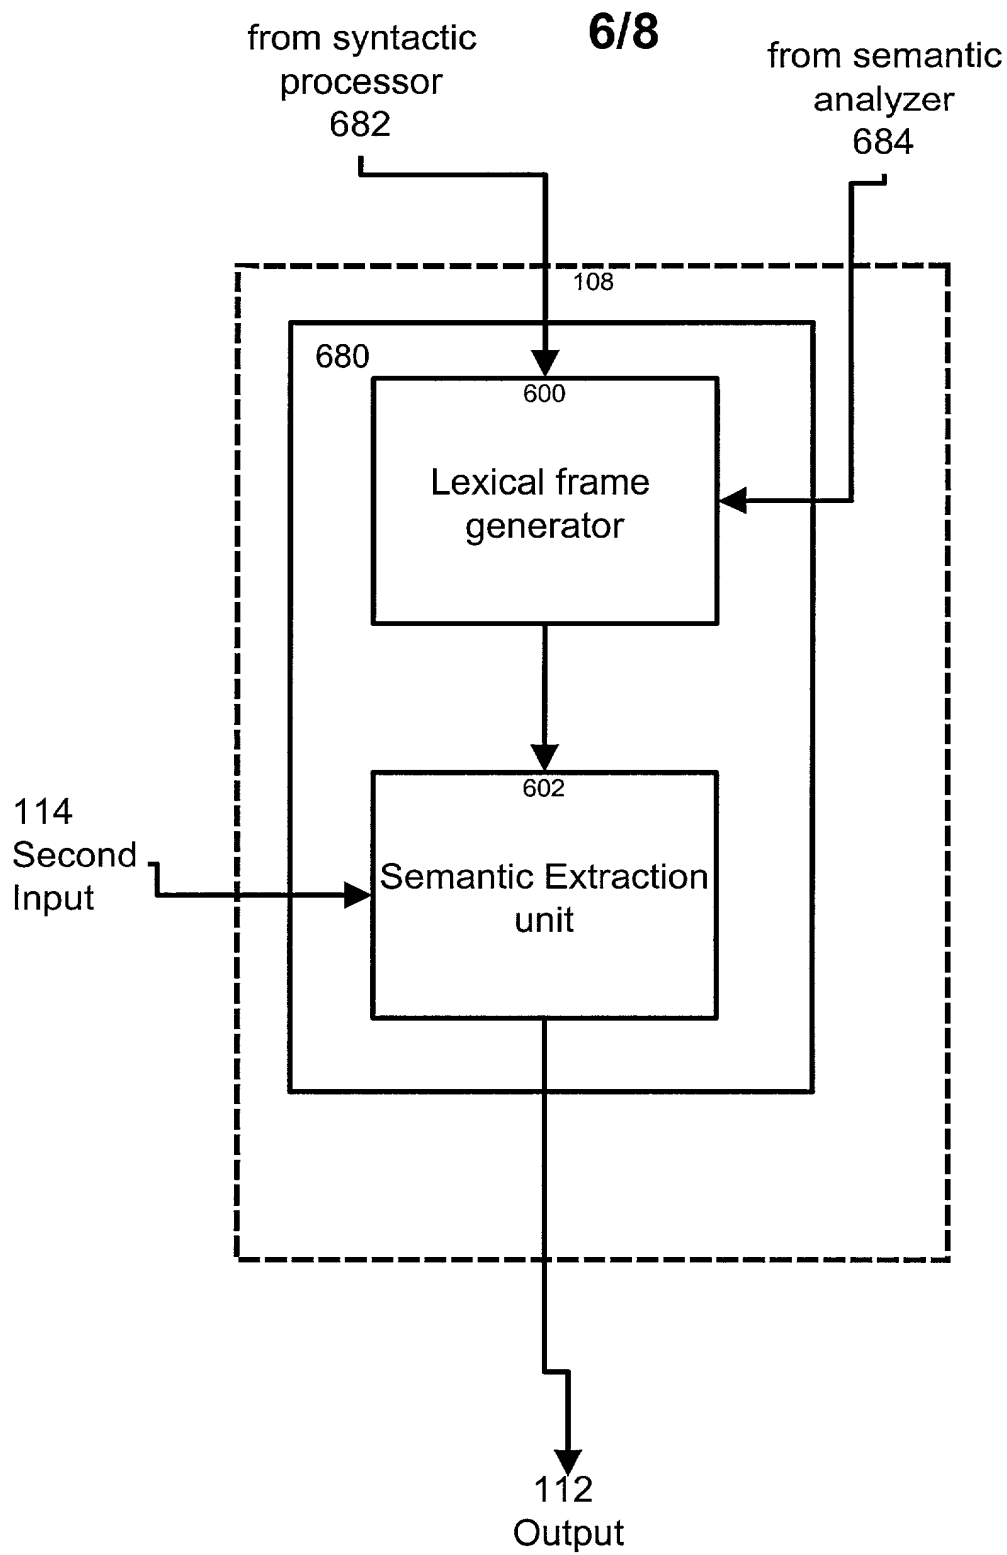 6/8
from syntactic
processor
682
from semantic
analyzer
684
108
680
600
Lexical frame
generator
602
114
Second
Input
Semantic Extraction
unit
112
Output